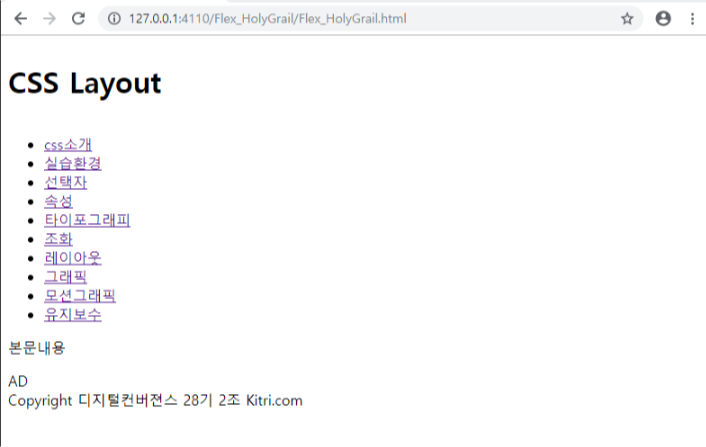 127.0.0.1:4110/Flex_HolyGrail/Flex_HolyGrail.html
CSS Layout
css소개
실습환경
선택자
속성
타이포그래피
조화
레이아웃
그래픽
모션그래픽
유지보수
본문내용
AD
Copyright 디지털컨버젼스 28기 2조 Kitri.com